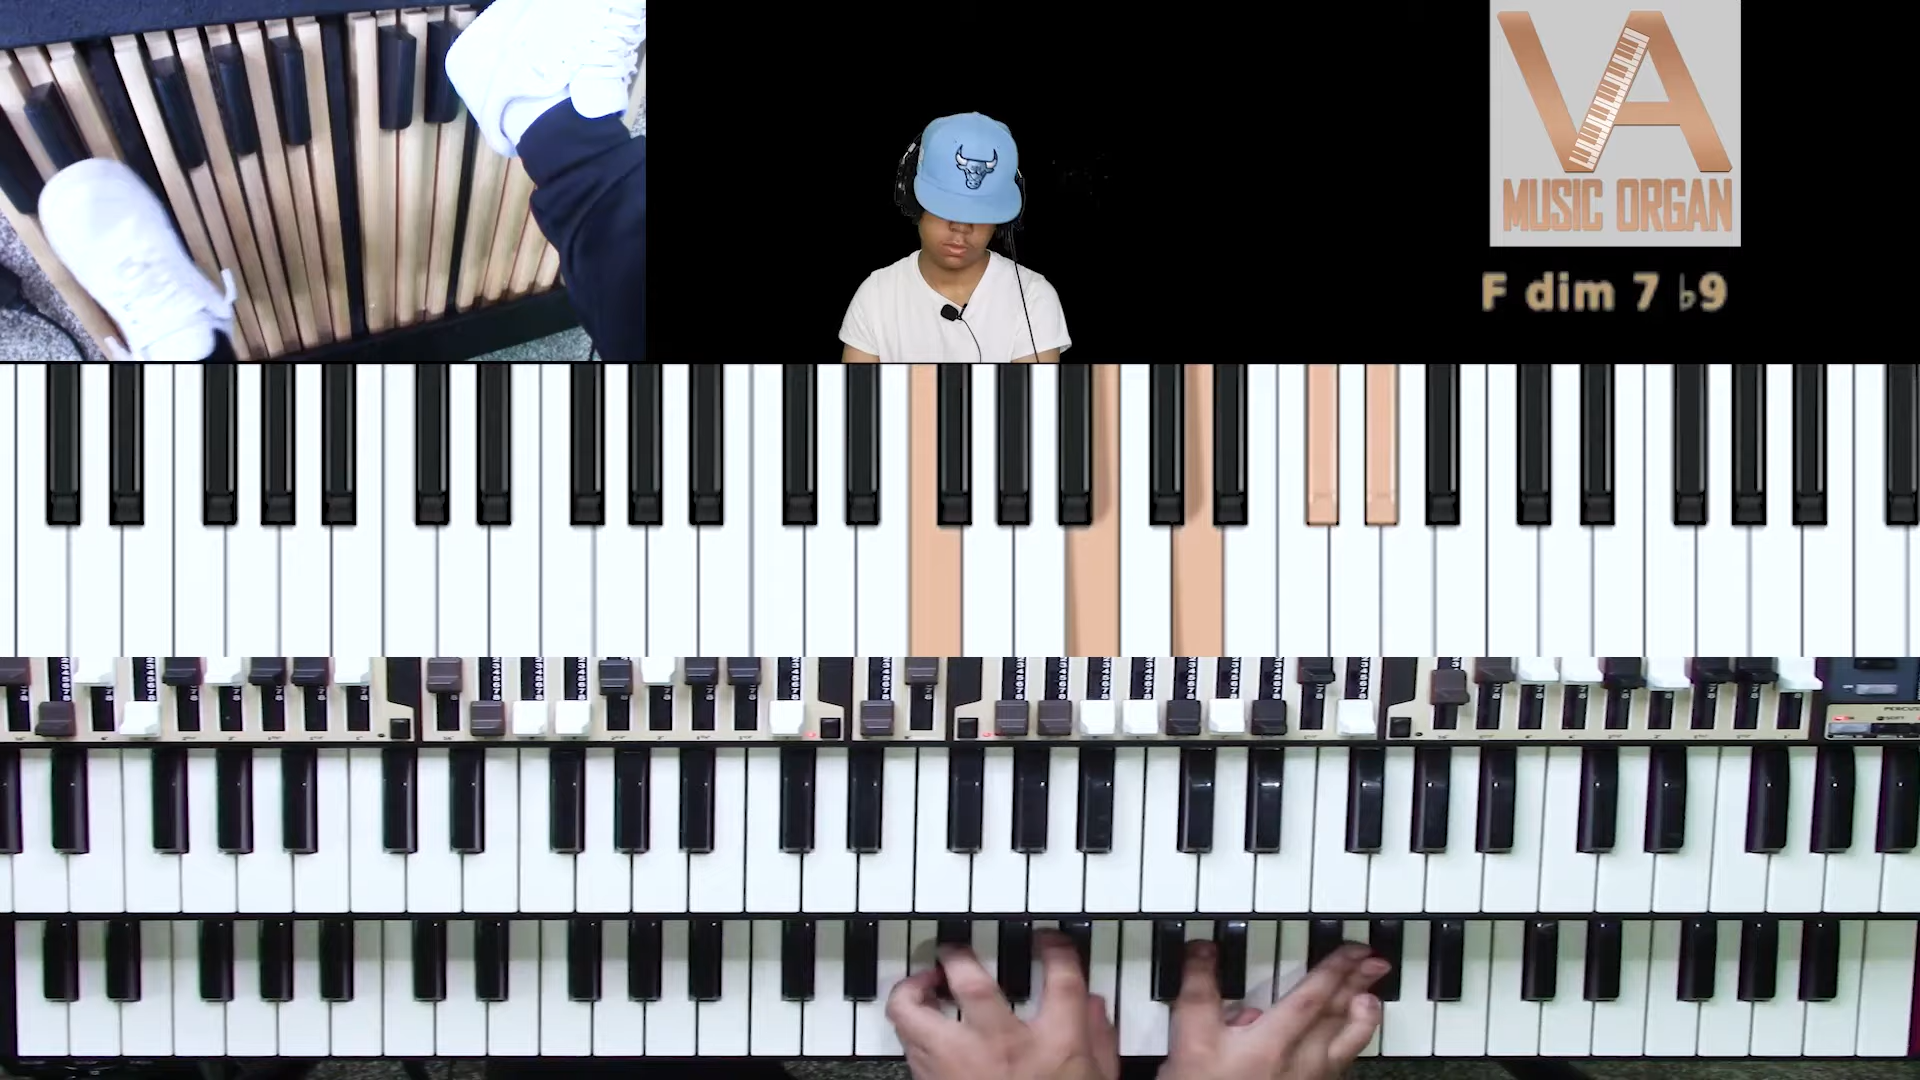 VA
MUSIC ORGAN
F dim 7 ♭9